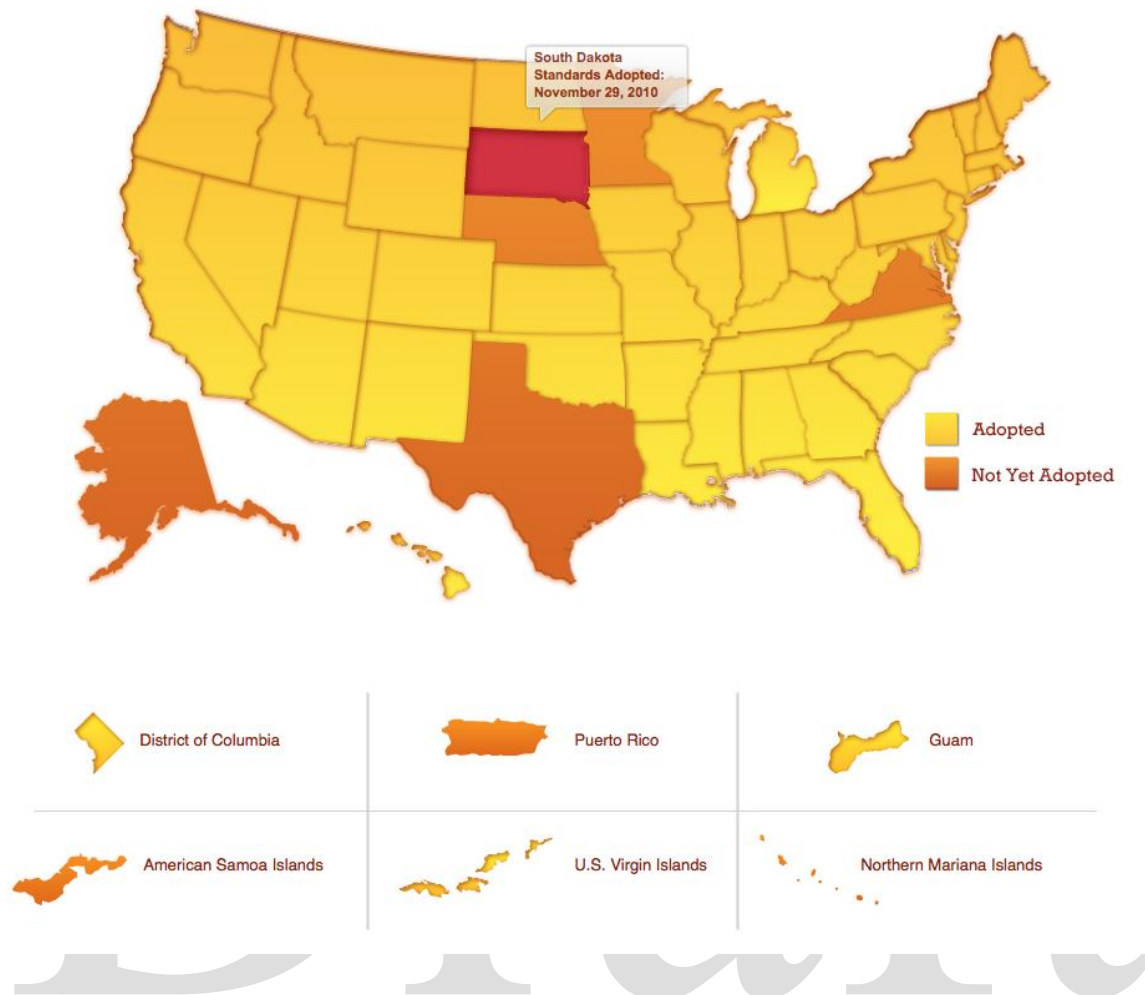 South Dakota
Standards Adopted:
November 29, 2010
Adopted
Not Yet Adopted
District of Columbia
Puerto Rico
Guam
American Samoa Islands
U.S. Virgin Islands
Northern Mariana Islands